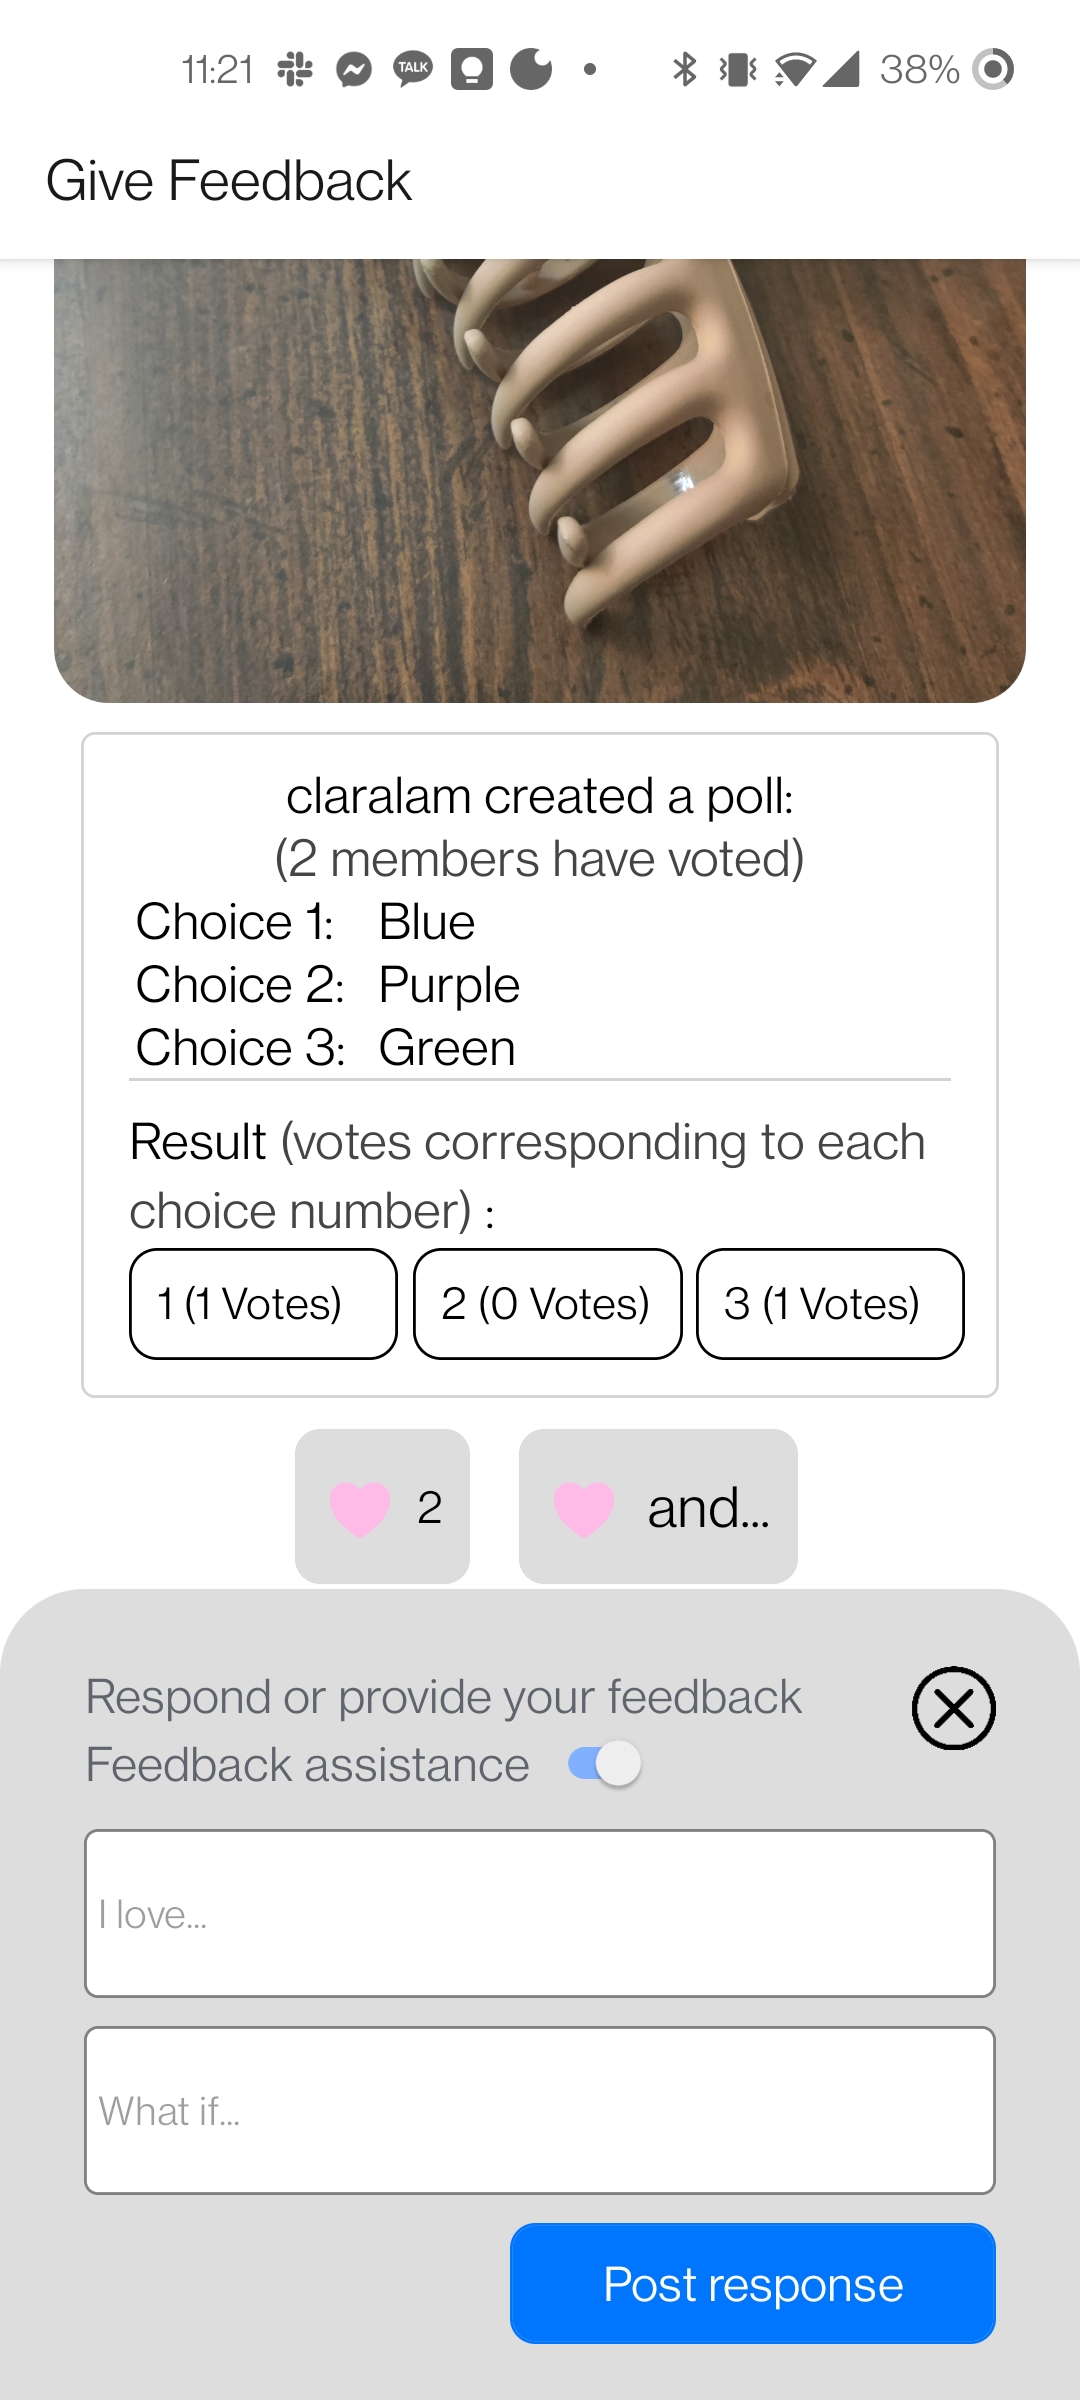 11:21 TALK 38%
Give Feedback
claralam created a poll:
(2 members have voted)
Choice 1: Blue
Choice 2: Purple
Choice 3: Green
Result (votes corresponding to each
choice number) :
1 (1 Votes) 2 (0 Votes) 3 (1 Votes)
2 and...
Respond or provide your feedback
Feedback assistance
I love...
What if...
Post response